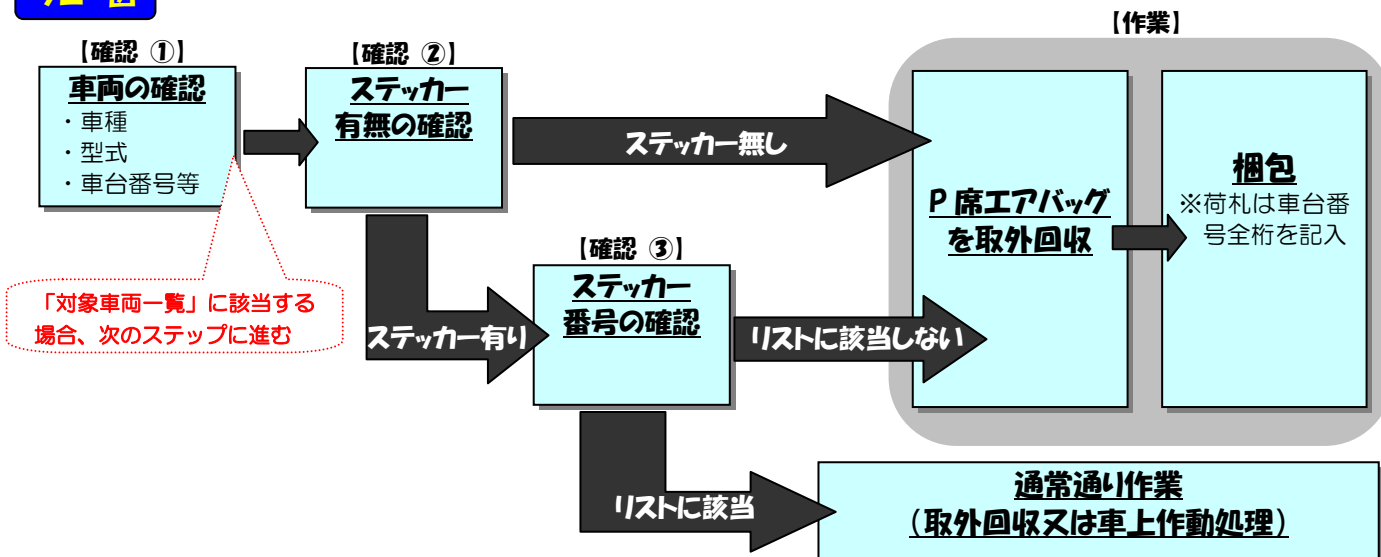 【作業】
【確認 ①】
車両の確認
・車種
・型式
・車台番号等
【確認 ②】
ステッカー
有無の確認
ステッカー無し
P 席エアバッグ
を取外回収
梱包
※荷札は車台番
号全桁を記入
「対象車両一覧」に該当する
場合、次のステップに進む
ステッカー有り
【確認 ③】
ステッカー
番号の確認
リストに該当しない
リストに該当
通常通り作業
(取外回収又は車上作動処理)